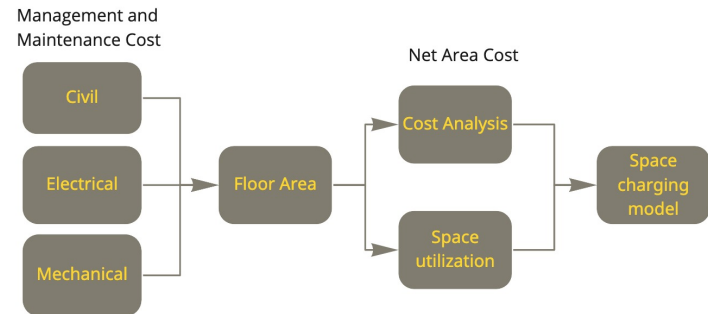 Management and
Maintenance Cost
Civil
Electrical
Mechanical
Floor Area
Net Area Cost
Cost Analysis
Space
utilization
Space
charging
model